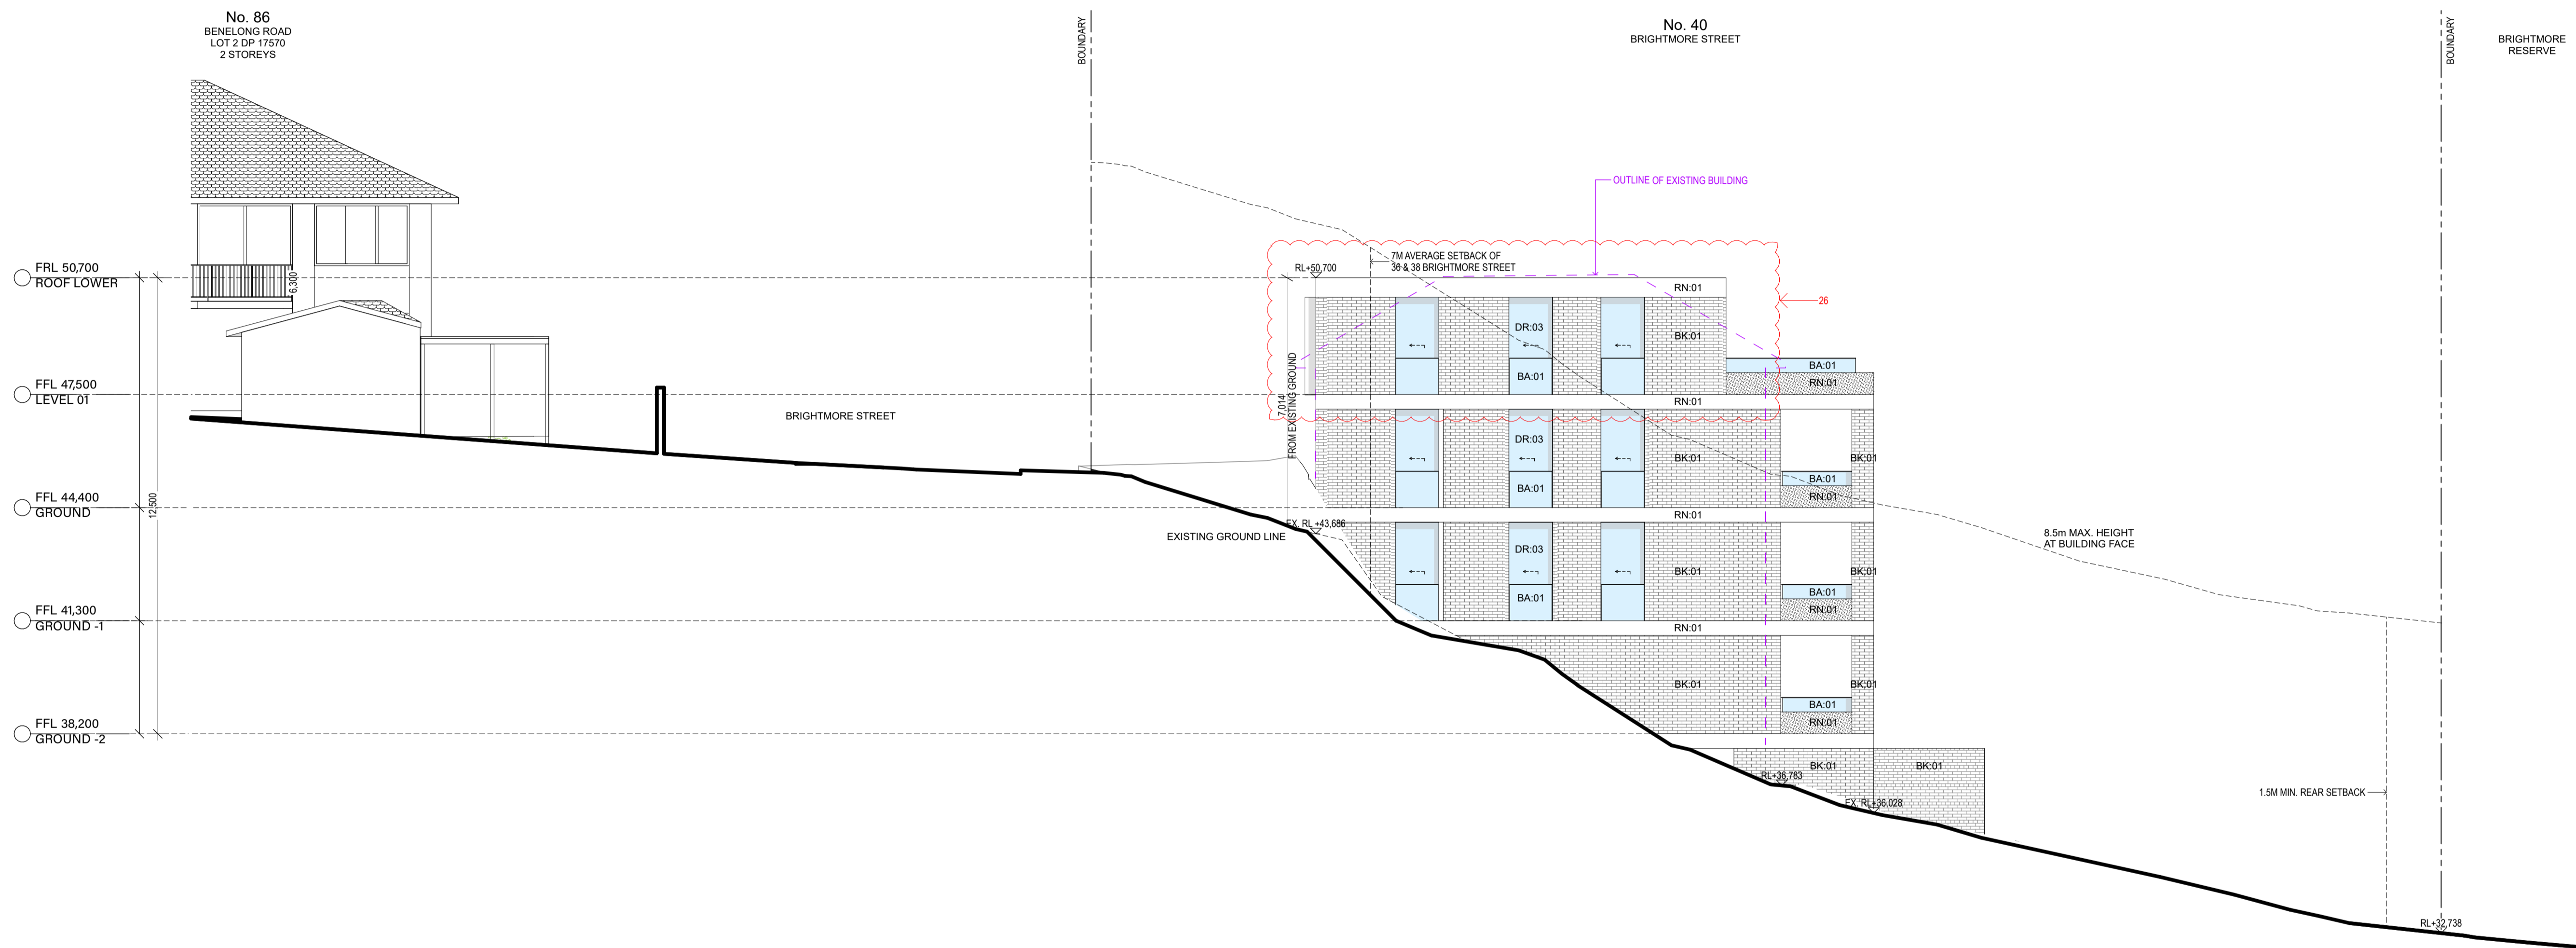 No. 86
BENELONG ROAD
LOT 2 DP 17570
2 STOREYS
BOUNDARY
No. 40
BRIGHTMORE STREET
BOUNDARY
BRIGHTMORE
RESERVE
OUTLINE OF EXISTING BUILDING
FRL 50,700
ROOF LOWER
6,300
RL+50,700
7M AVERAGE SETBACK OF
36 & 38 BRIGHTMORE STREET
RN:01
26
DR:03
BK:01
BA:01
BA:01
RN:01
FFL 47,500
LEVEL 01
7,014
FROM EXISTING GROUND
RN:01
BRIGHTMORE STREET
DR:03
BK:01
BK:01
BA:01
BA:01
RN:01
FFL 44,400
GROUND
12,500
RN:01
EX. RL +43,686
EXISTING GROUND LINE
8.5m MAX. HEIGHT
AT BUILDING FACE
DR:03
BK:01
BK:01
BA:01
BA:01
RN:01
FFL 41,300
GROUND -1
RN:01
BK:01
BK:01
BA:01
RN:01
FFL 38,200
GROUND -2
BK:01
BK:01
RL+36,783
1.5M MIN. REAR SETBACK
EX. RL+36,028
RL+32,738